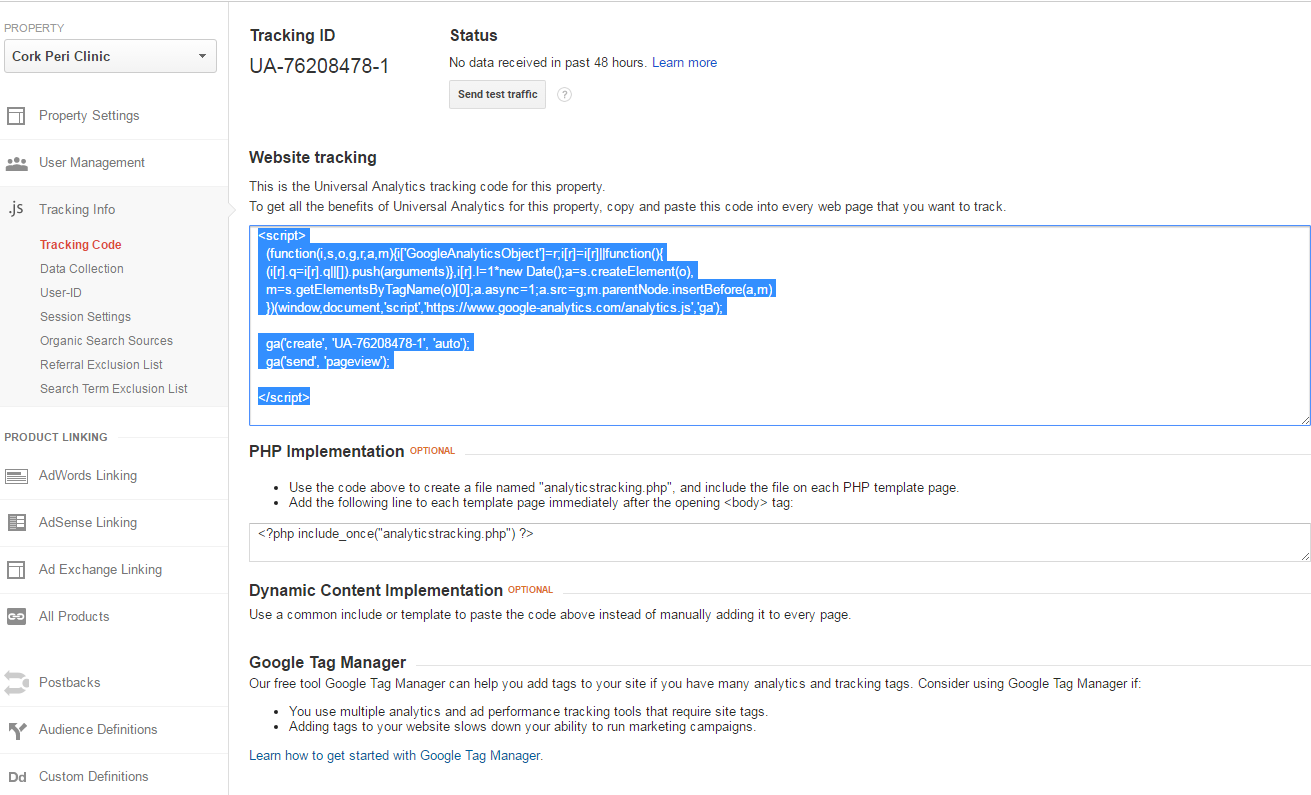 PROPERTY
Cork Peri Clinic
Property Settings
User Management
.js Tracking Info
Tracking Code
Data Collection
User-ID
Session Settings
Organic Search Sources
Referral Exclusion List
Search Term Exclusion List
PRODUCT LINKING
AdWords Linking
AdSense Linking
Ad Exchange Linking
All Products
Postbacks
Audience Definitions
Dd Custom Definitions
Tracking ID
UA-76208478-1
Status
No data received in past 48 hours. Learn more
Send test traffic ?
Website tracking
This is the Universal Analytics tracking code for this property.
To get all the benefits of Universal Analytics for this property, copy and paste this code into every web page that you want to track.
<script>
(function(i,s,o,g,r,a,m){i['GoogleAnalyticsObject']=r;i[r]=i[r]||function(){
(i[r].q=i[r].q||[]).push(arguments)},i[r].l=1*new Date();a=s.createElement(o),
m=s.getElementsByTagName(o)[0];a.async=1;a.src=g;m.parentNode.insertBefore(a,m)
})(window,document,'script','https://www.google-analytics.com/analytics.js','ga');
ga('create', 'UA-76208478-1', 'auto');
ga('send', 'pageview');
</script>
PHP Implementation OPTIONAL
• Use the code above to create a file named "analyticstracking.php", and include the file on each PHP template page.
• Add the following line to each template page immediately after the opening <body> tag:
<?php include_once("analyticstracking.php") ?>
Dynamic Content Implementation OPTIONAL
Use a common include or template to paste the code above instead of manually adding it to every page.
Google Tag Manager
Our free tool Google Tag Manager can help you add tags to your site if you have many analytics and tracking tags. Consider using Google Tag Manager if:
• You use multiple analytics and ad performance tracking tools that require site tags.
• Adding tags to your website slows down your ability to run marketing campaigns.
Learn how to get started with Google Tag Manager.